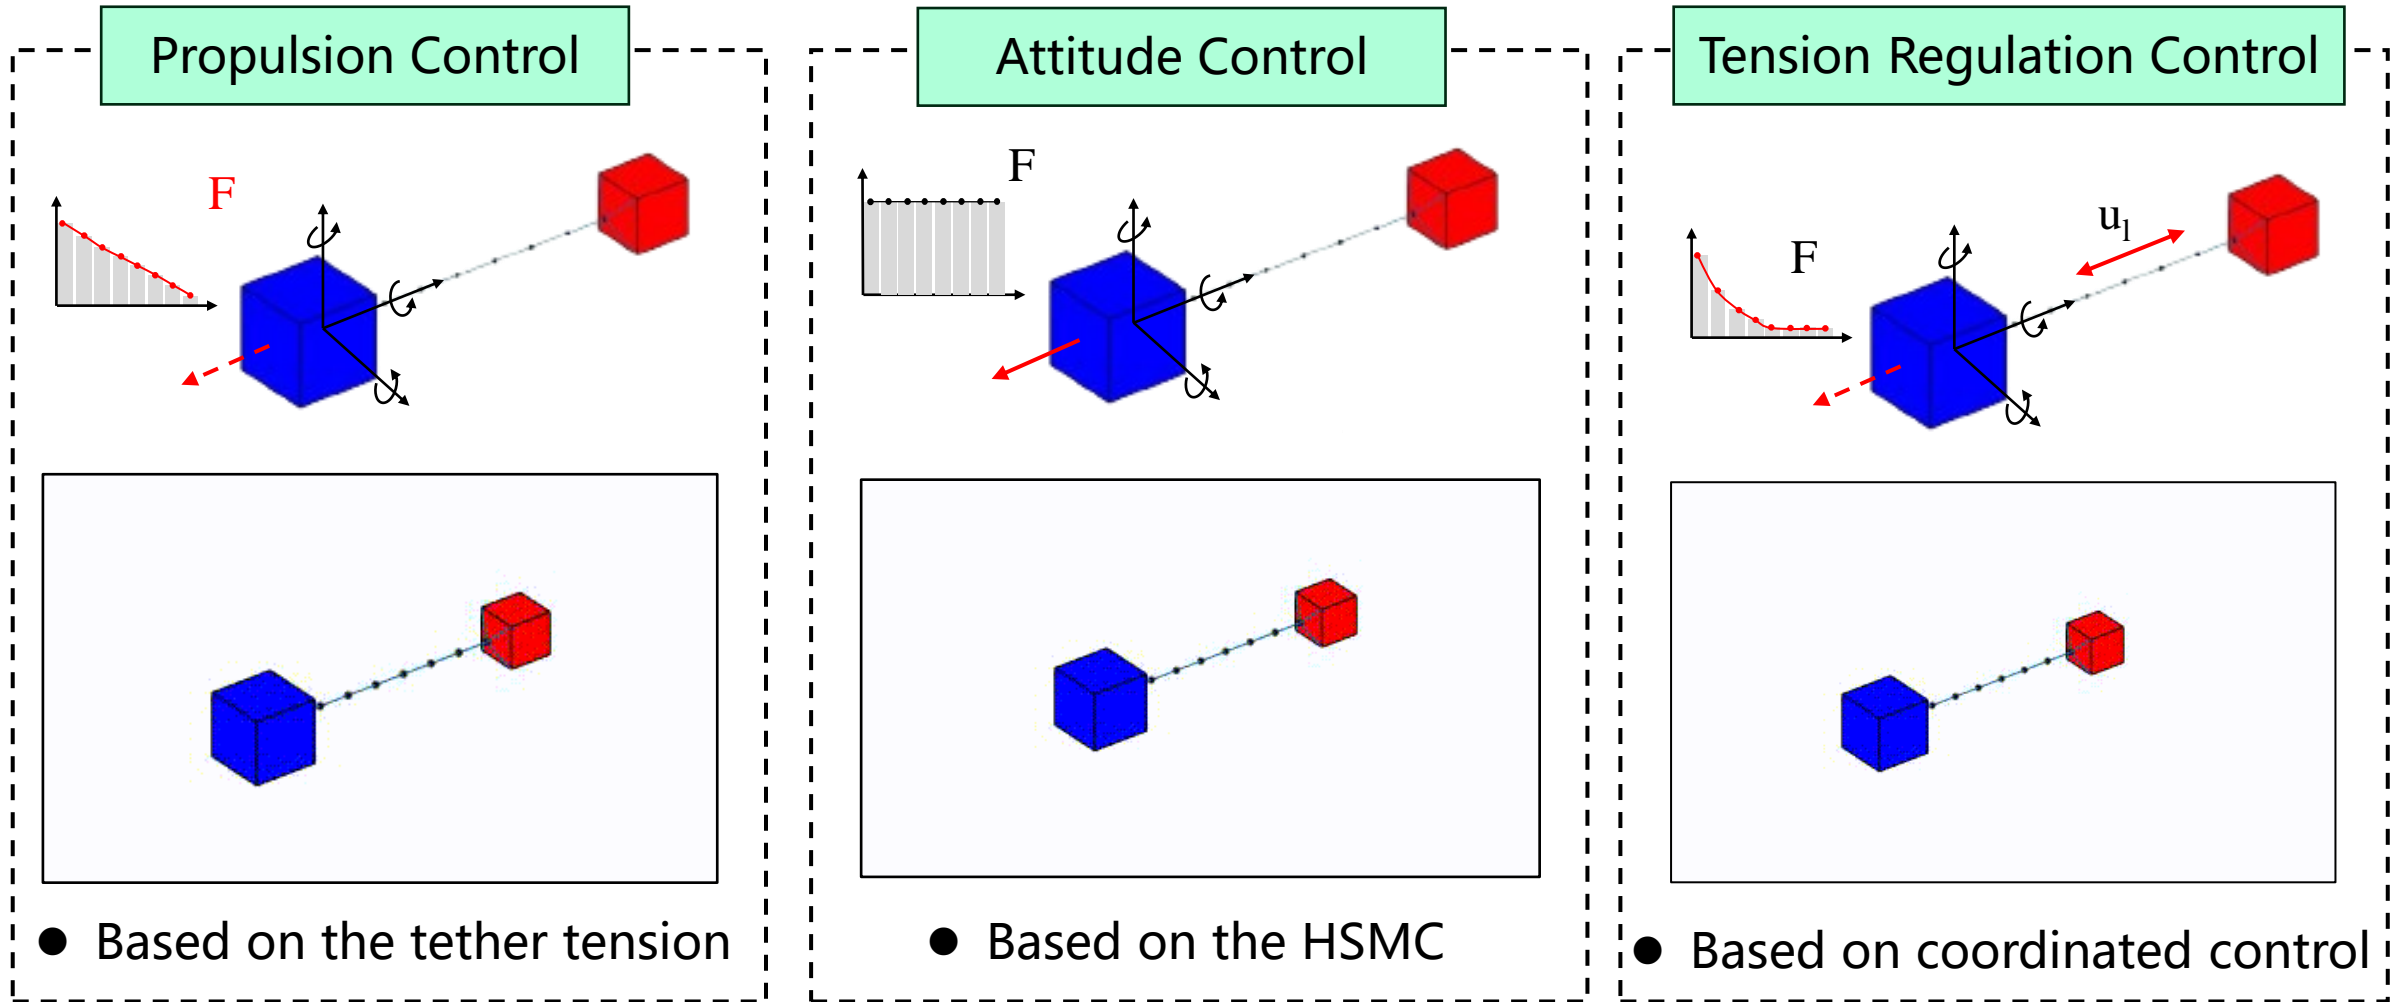 Propulsion Control
Attitude Control
Tension Regulation Control
F
F
F
u_l
● Based on the tether tension
● Based on the HSMC
● Based on coordinated control